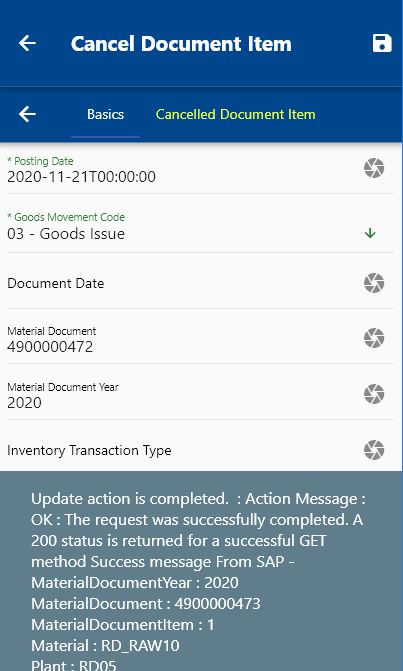 Cancel Document Item
Basics
Cancelled Document Item
* Posting Date
2020-11-21T00:00:00
* Goods Movement Code
03 - Goods Issue
Document Date
Material Document
4900000472
Material Document Year
2020
Inventory Transaction Type
Update action is completed.  : Action Message :
OK : The request was successfully completed. A
200 status is returned for a successful GET
method Success message From SAP -
MaterialDocumentYear : 2020
MaterialDocument : 4900000473
MaterialDocumentItem : 1
Material : RD_RAW10
Plant : RD05